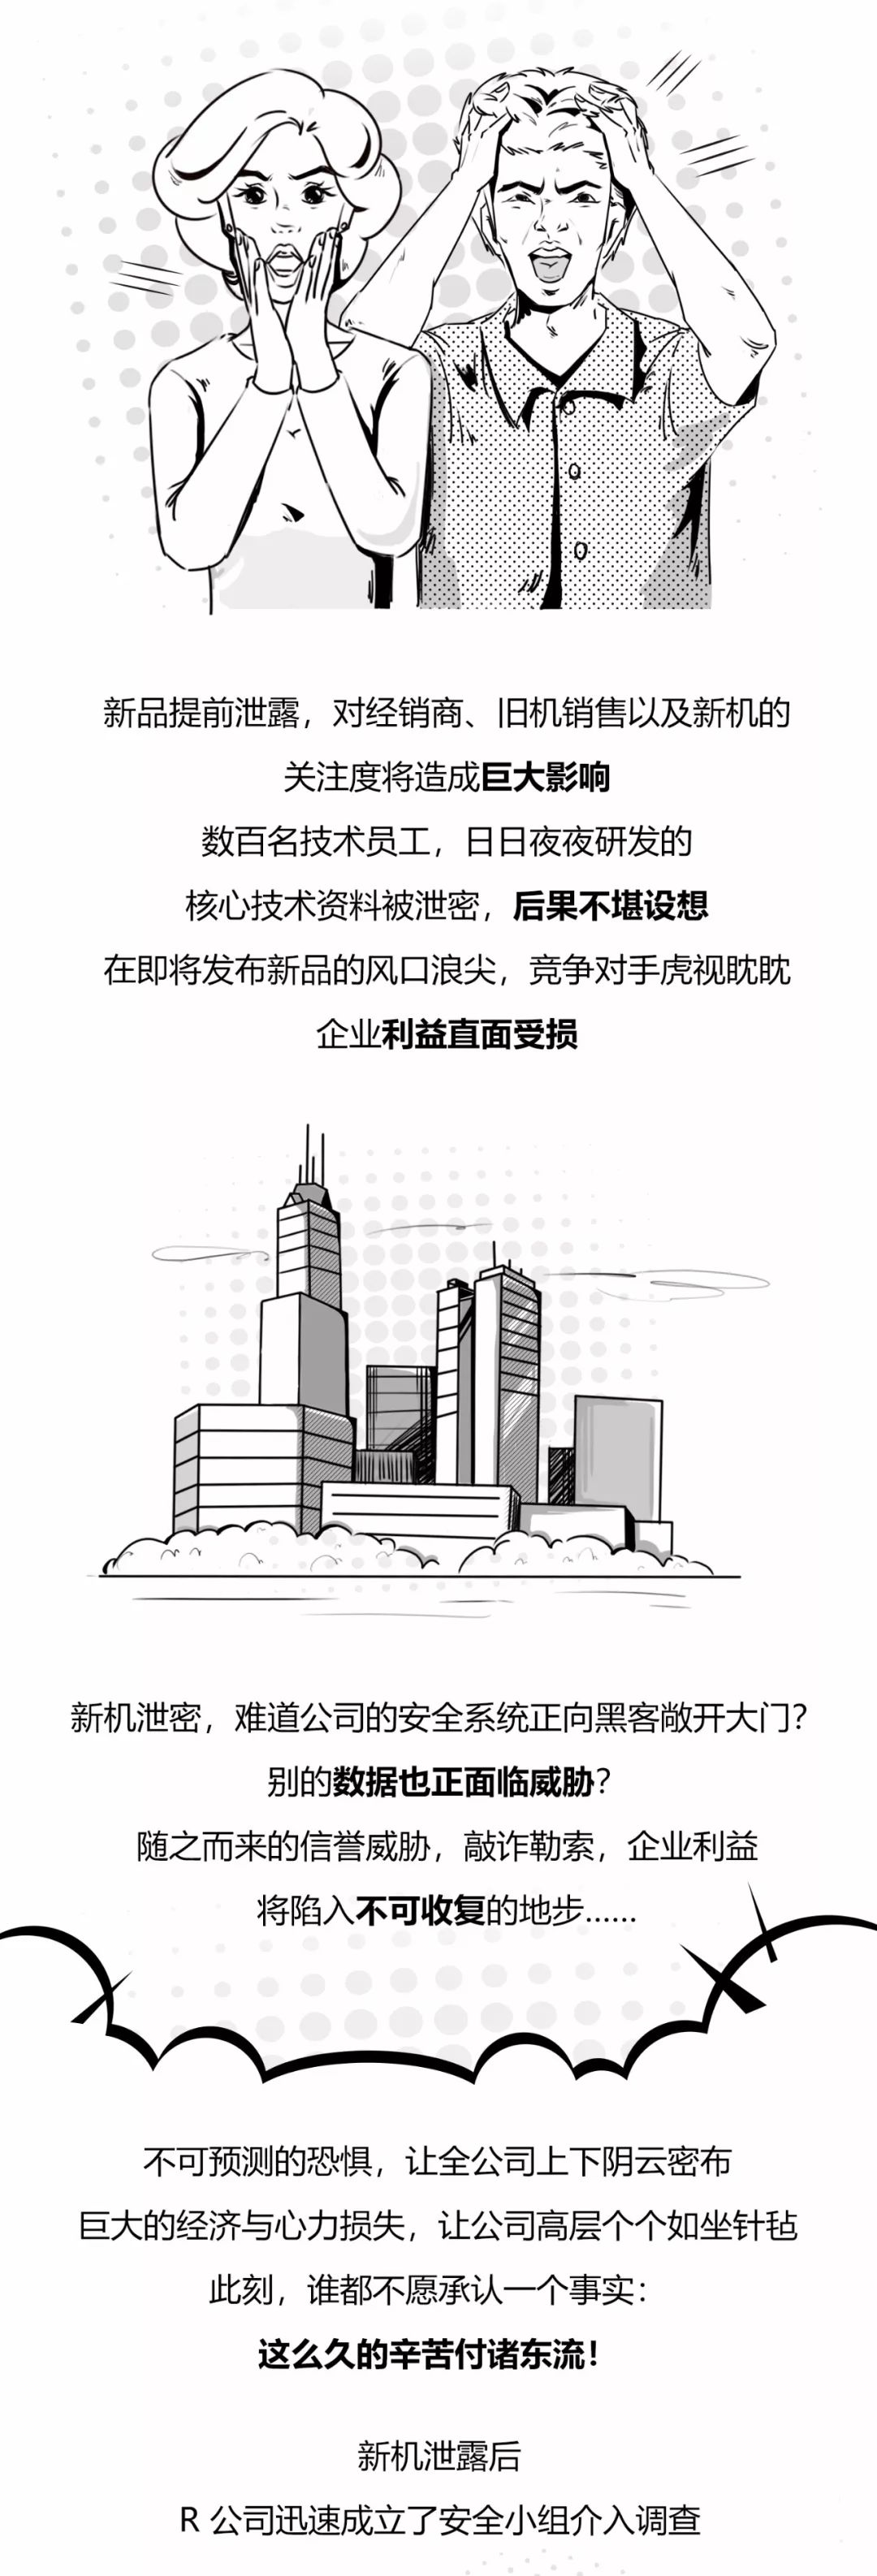 新品提前泄露，对经销商、旧机销售以及新机的
关注度将造成巨大影响
数百名技术员工，日日夜夜研发的
核心技术资料被泄密，后果不堪设想
在即将发布新品的风口浪尖，竞争对手虎视眈眈
企业利益直面受损
新机泄密，难道公司的安全系统正向黑客敞开大门？
别的数据也正面临威胁？
随之而来的信誉威胁，敲诈勒索，企业利益
将陷入不可收复的地步……
不可预测的恐惧，让全公司上下阴云密布
巨大的经济与心力损失，让公司高层个个如坐针毡
此刻，谁都不愿承认一个事实：
这么久的辛苦付诸东流！
新机泄露后
R 公司迅速成立了安全小组介入调查